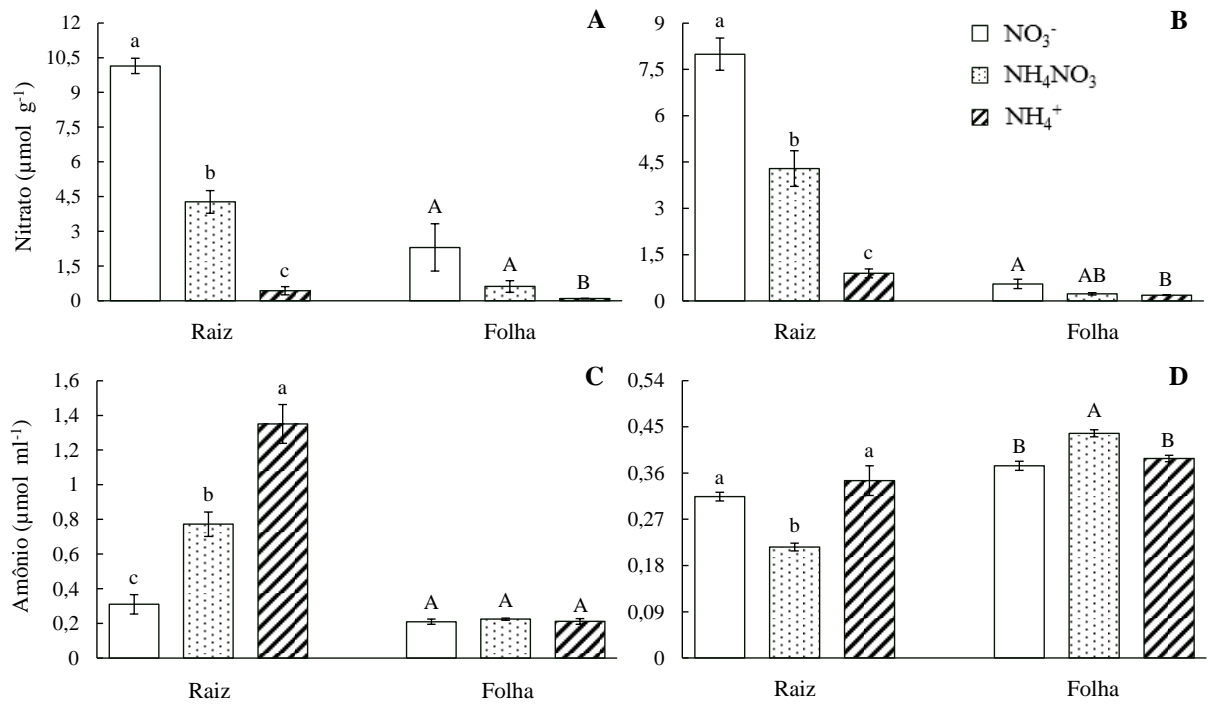 A
Nitrato (µmol g⁻¹)
12
10,5
9
7,5
6
4,5
3
1,5
0
a
b
c
A
A
B
Raiz
Folha
B
9
7,5
6
4,5
3
1,5
0
a
b
c
A
AB
B
Raiz
Folha
NO₃⁻
NH₄NO₃
NH₄⁺
C
Amônio (µmol ml⁻¹)
1,6
1,4
1,2
1
0,8
0,6
0,4
0,2
0
c
b
a
A
A
A
Raiz
Folha
D
0,54
0,45
0,36
0,27
0,18
0,09
0
a
b
a
B
A
B
Raiz
Folha